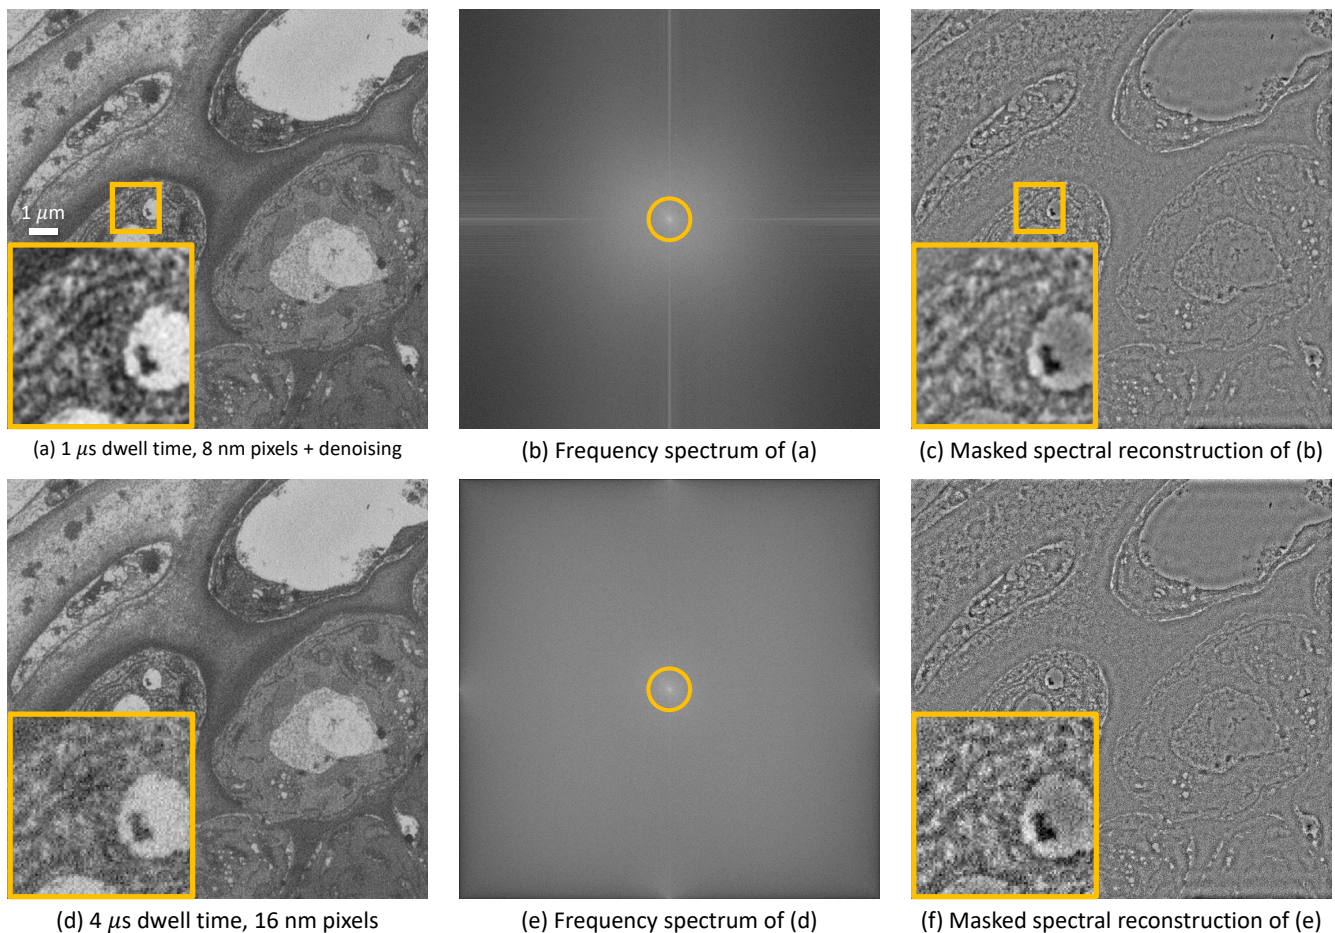 1 𝜇m
(a) 1 𝜇s dwell time, 8 nm pixels + denoising
(b) Frequency spectrum of (a)
(c) Masked spectral reconstruction of (b)
(d) 4 𝜇s dwell time, 16 nm pixels
(e) Frequency spectrum of (d)
(f) Masked spectral reconstruction of (e)